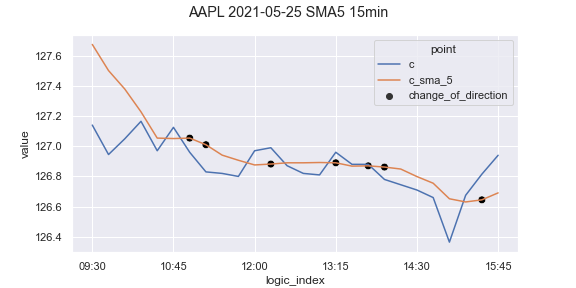 AAPL 2021-05-25 SMA5 15min
point
c
c_sma_5
change_of_direction
127.6
127.4
127.2
127.0
126.8
126.6
126.4
value
09:30
10:45
12:00
13:15
14:30
15:45
logic_index